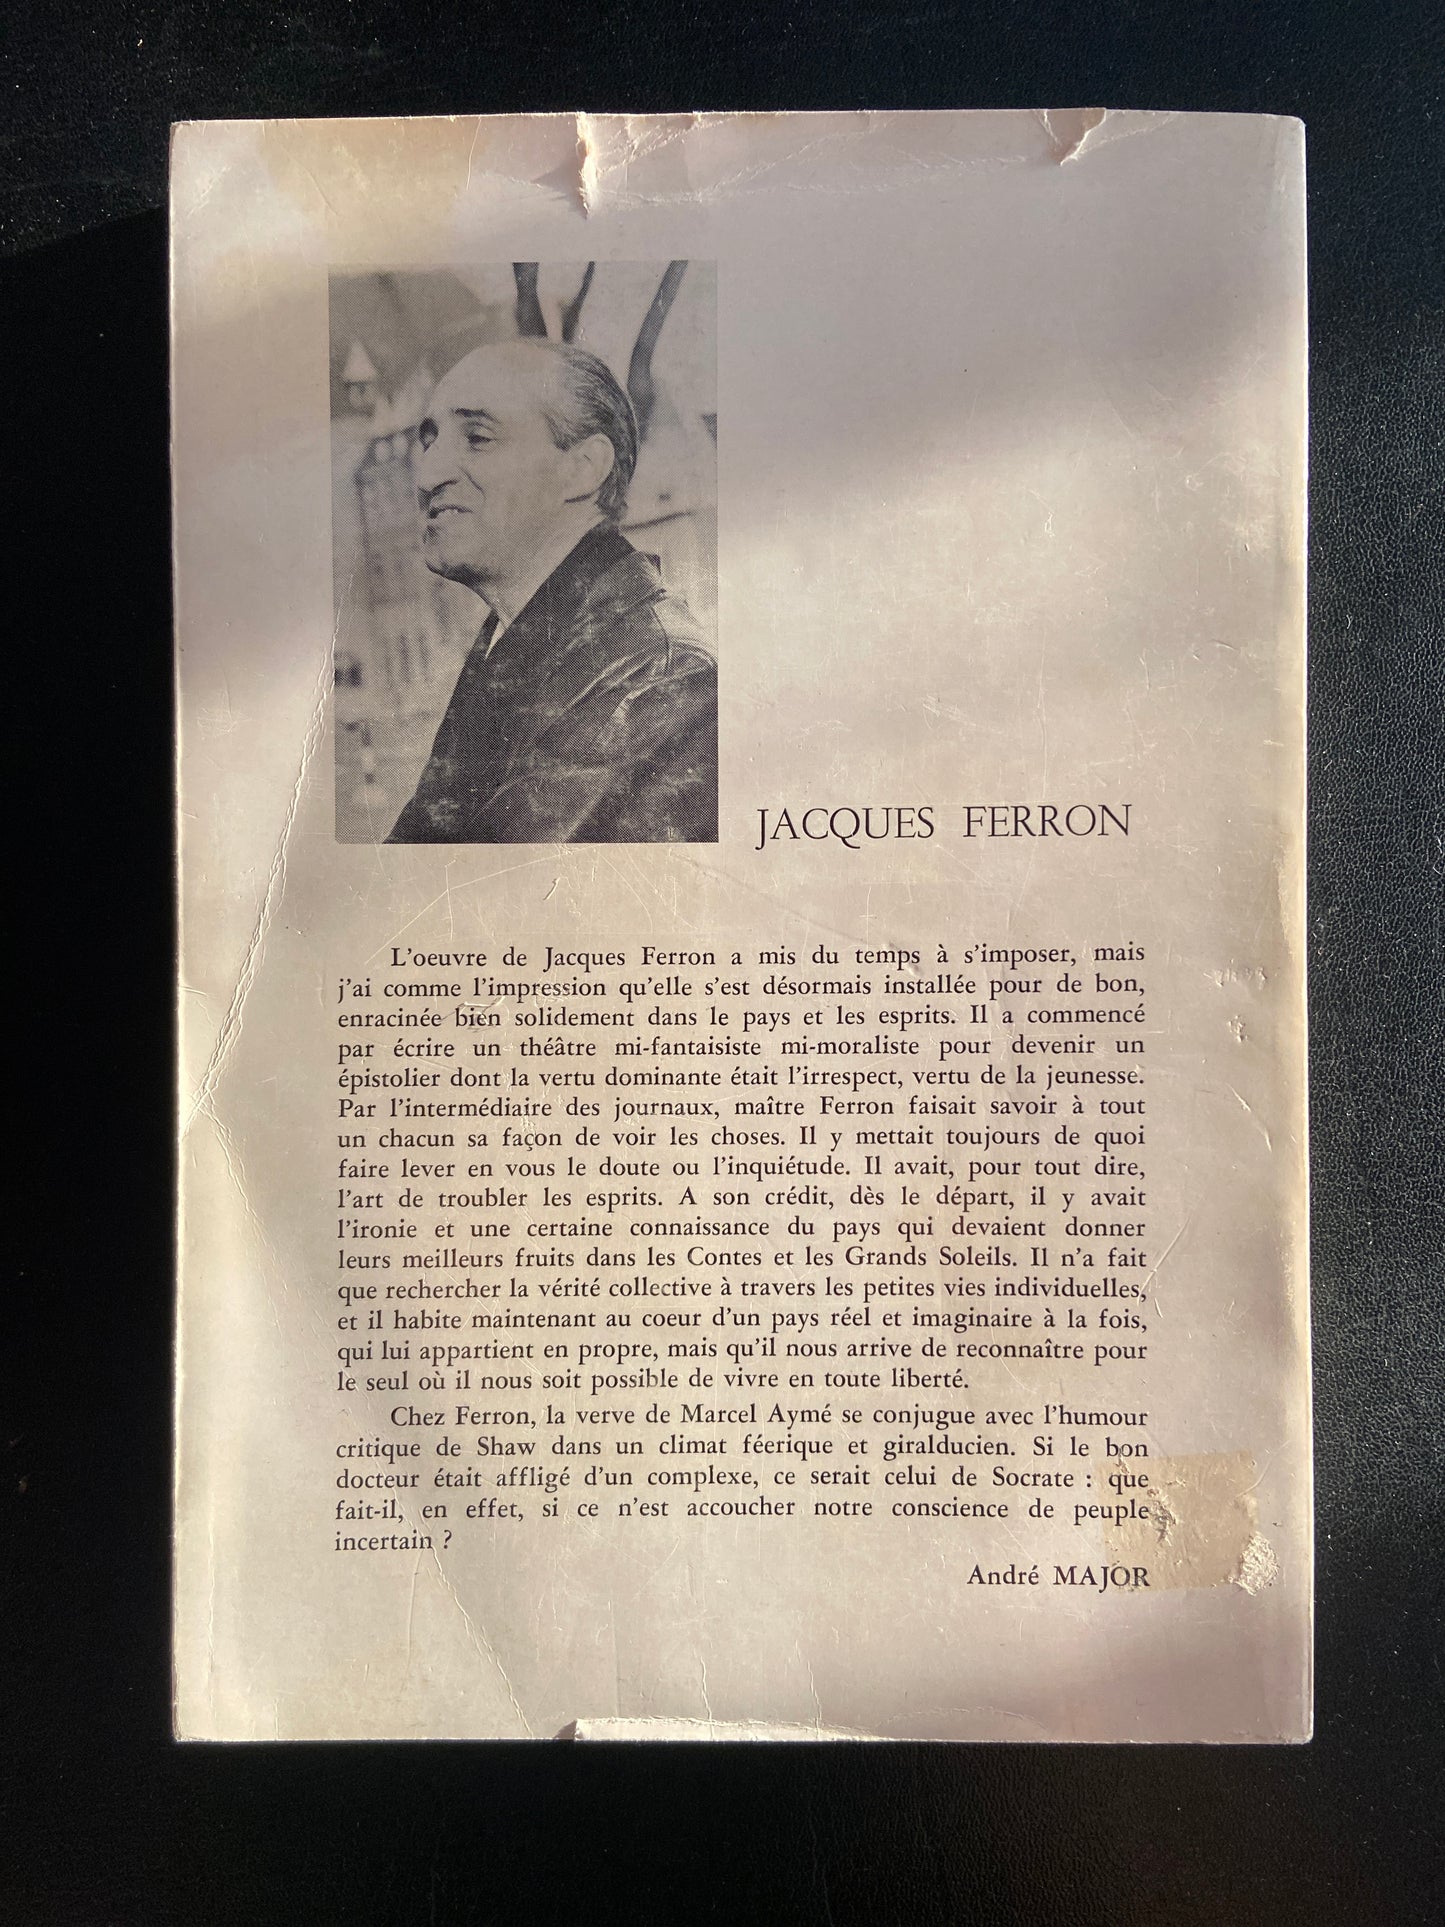 JACQUES FERRON
L'oeuvre de Jacques Ferron a mis du temps à s'imposer, mais
j'ai comme l'impression qu'elle s'est désormais installée pour de bon,
enracinée bien solidement dans le pays et les esprits. Il a commencé
par écrire un théâtre mi-fantaisiste mi-moraliste pour devenir un
épistolier dont la vertu dominante était l'irrespect, vertu de la jeunesse.
Par l'intermédiaire des journaux, maître Ferron faisait savoir à tout
un chacun sa façon de voir les choses. Il y mettait toujours de quoi
faire lever en vous le doute ou l'inquiétude. Il avait, pour tout dire,
l'art de troubler les esprits. A son crédit, dès le départ, il y avait
l'ironie et une certaine connaissance du pays qui devaient donner
leurs meilleurs fruits dans les Contes et les Grands Soleils. Il n'a fait
que rechercher la vérité collective à travers les petites vies individuelles,
et il habite maintenant au coeur d'un pays réel et imaginaire à la fois,
qui lui appartient en propre, mais qu'il nous arrive de reconnaître pour
le seul où il nous soit possible de vivre en toute liberté.
Chez Ferron, la verve de Marcel Aymé se conjugue avec l'humour
critique de Shaw dans un climat féerique et giralducien. Si le bon
docteur était affligé d'un complexe, ce serait celui de Socrate : que
fait-il, en effet, si ce n'est accoucher notre conscience de peuple
incertain ?
André MAJOR